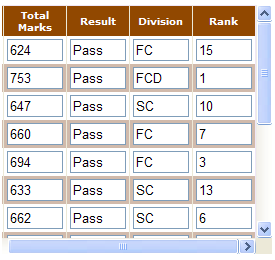 Total Marks Result Division Rank
624 Pass FC 15
753 Pass FCD 1
647 Pass SC 10
660 Pass FC 7
694 Pass FC 3
633 Pass SC 13
662 Pass SC 6